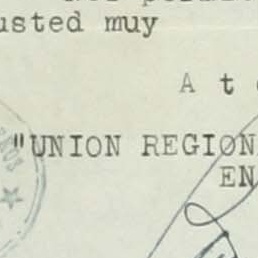 usted muy
A t
"UNION REGION
EN